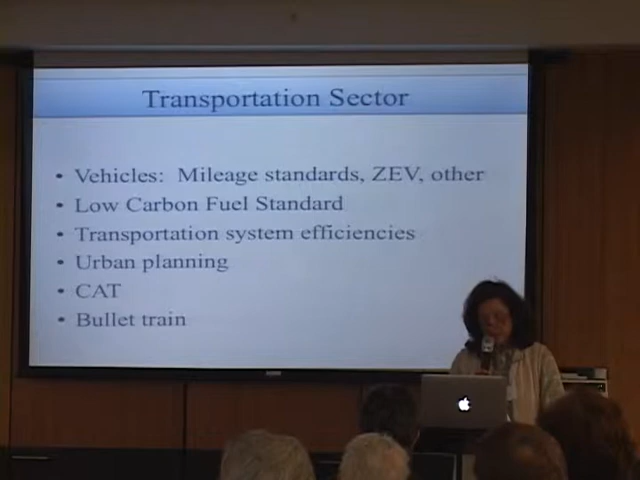 Transportation Sector
• Vehicles:  Mileage standards, ZEV, other
• Low Carbon Fuel Standard
• Transportation system efficiencies
• Urban planning
• CAT
• Bullet train